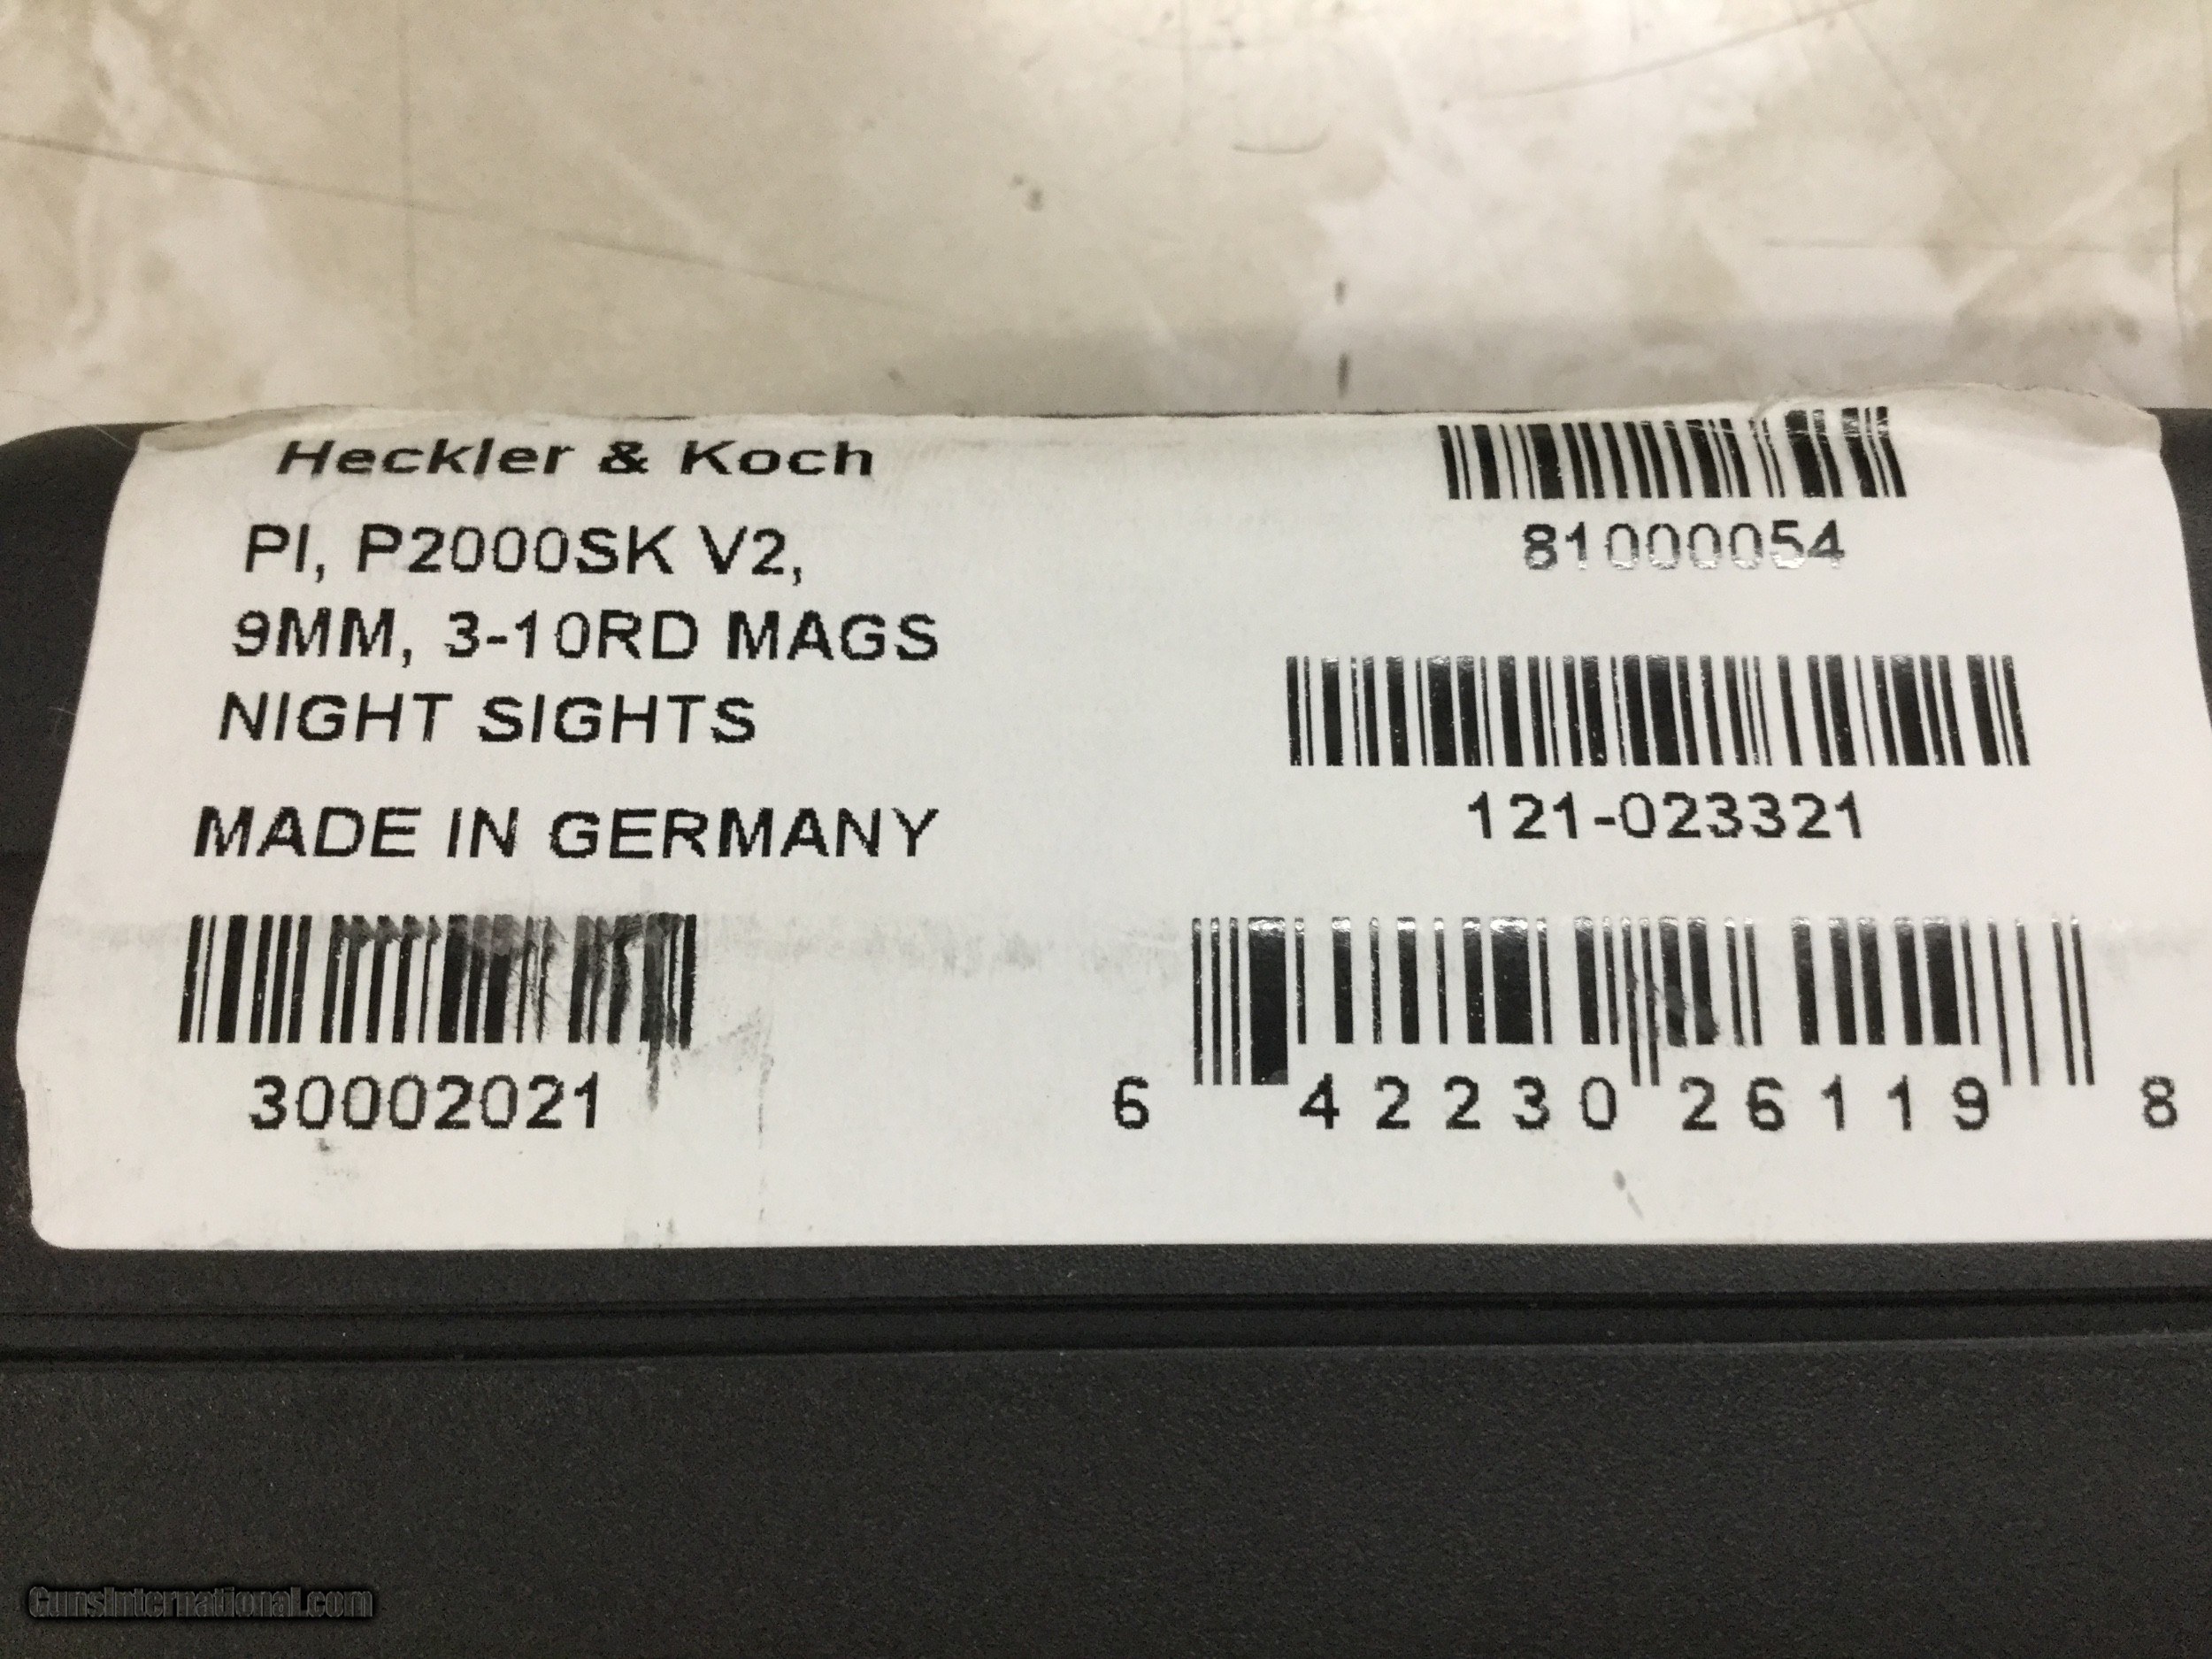 Heckler & Koch
PI, P2000SK V2,
9MM, 3-10RD MAGS
NIGHT SIGHTS
MADE IN GERMANY
30002021
81000054
121-023321
6 42230 26119 8
GunsInternational.com